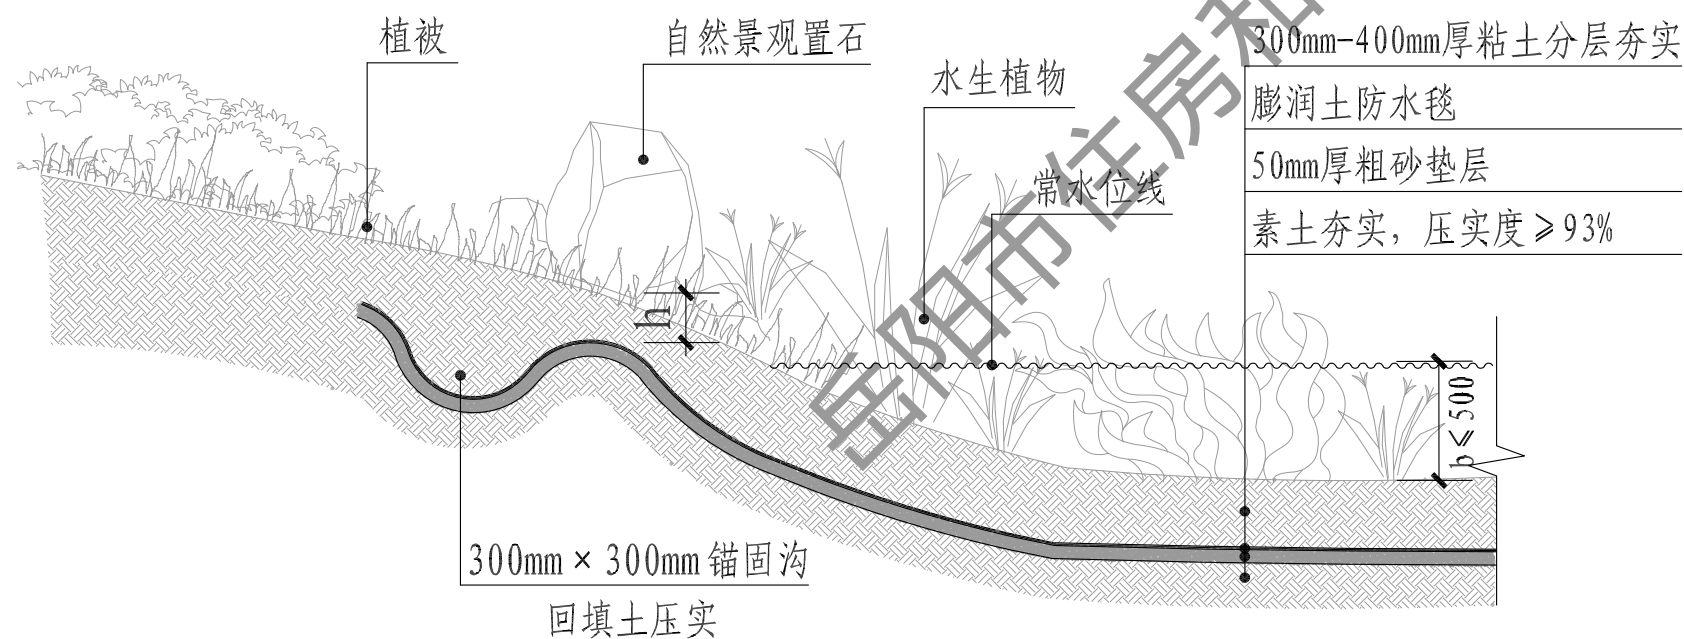 植被
自然景观置石
水生植物
常水位线
300mm-400mm厚粘土分层夯实
膨润土防水毯
50mm厚粗砂垫层
素土夯实，压实度≥93%
h
b≤500
300mm×300mm锚固沟
回填土压实
岳阳市住房和